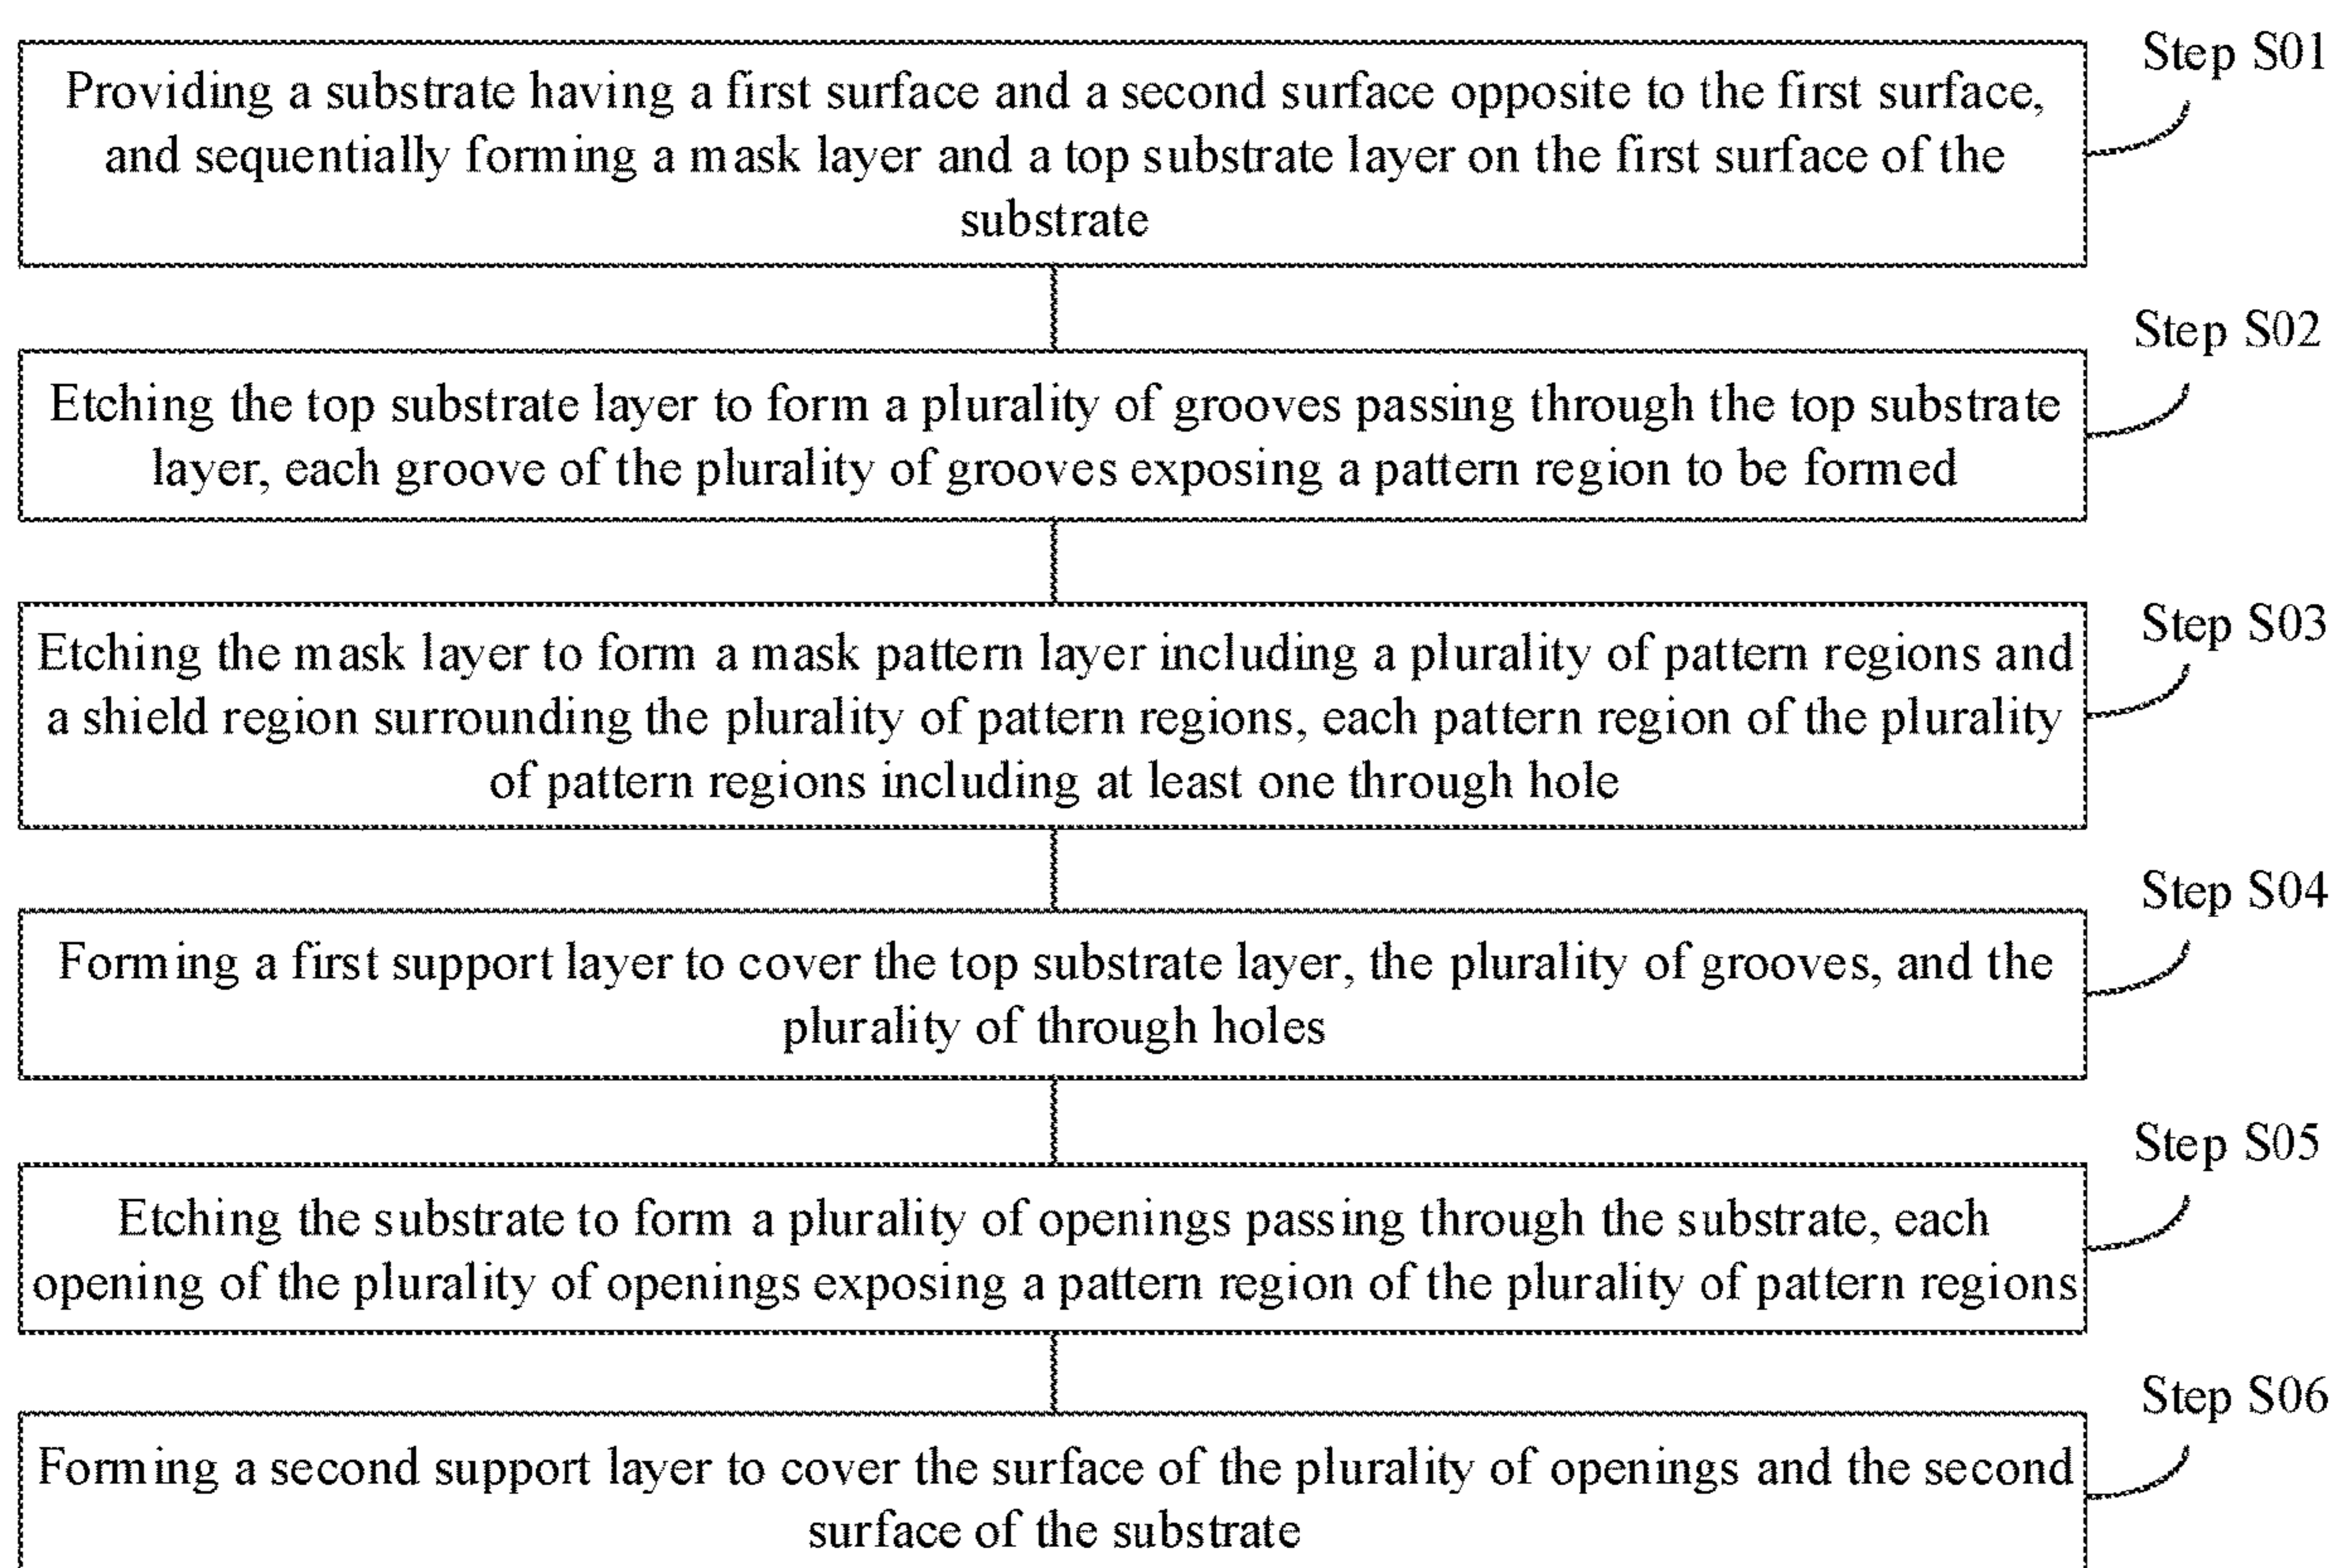 Step S01
Providing a substrate having a first surface and a second surface opposite to the first surface,
and sequentially forming a mask layer and a top substrate layer on the first surface of the
substrate
Step S02
Etching the top substrate layer to form a plurality of grooves passing through the top substrate
layer, each groove of the plurality of grooves exposing a pattern region to be formed
Step S03
Etching the mask layer to form a mask pattern layer including a plurality of pattern regions and
a shield region surrounding the plurality of pattern regions, each pattern region of the plurality
of pattern regions including at least one through hole
Step S04
Forming a first support layer to cover the top substrate layer, the plurality of grooves, and the
plurality of through holes
Step S05
Etching the substrate to form a plurality of openings passing through the substrate, each
opening of the plurality of openings exposing a pattern region of the plurality of pattern regions
Step S06
Forming a second support layer to cover the surface of the plurality of openings and the second
surface of the substrate